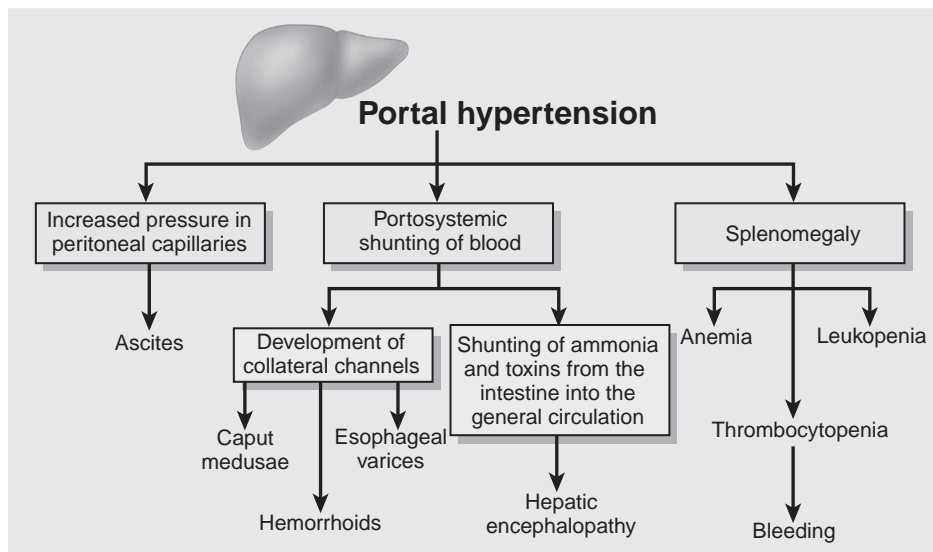 Portal hypertension
Increased pressure in
peritoneal capillaries
Ascites
Portosystemic
shunting of blood
Development of
collateral channels
Caput
medusae
Hemorrhoids
Esophageal
varices
Shunting of ammonia
and toxins from the
intestine into the
general circulation
Hepatic
encephalopathy
Splenomegaly
Anemia
Thrombocytopenia
Bleeding
Leukopenia